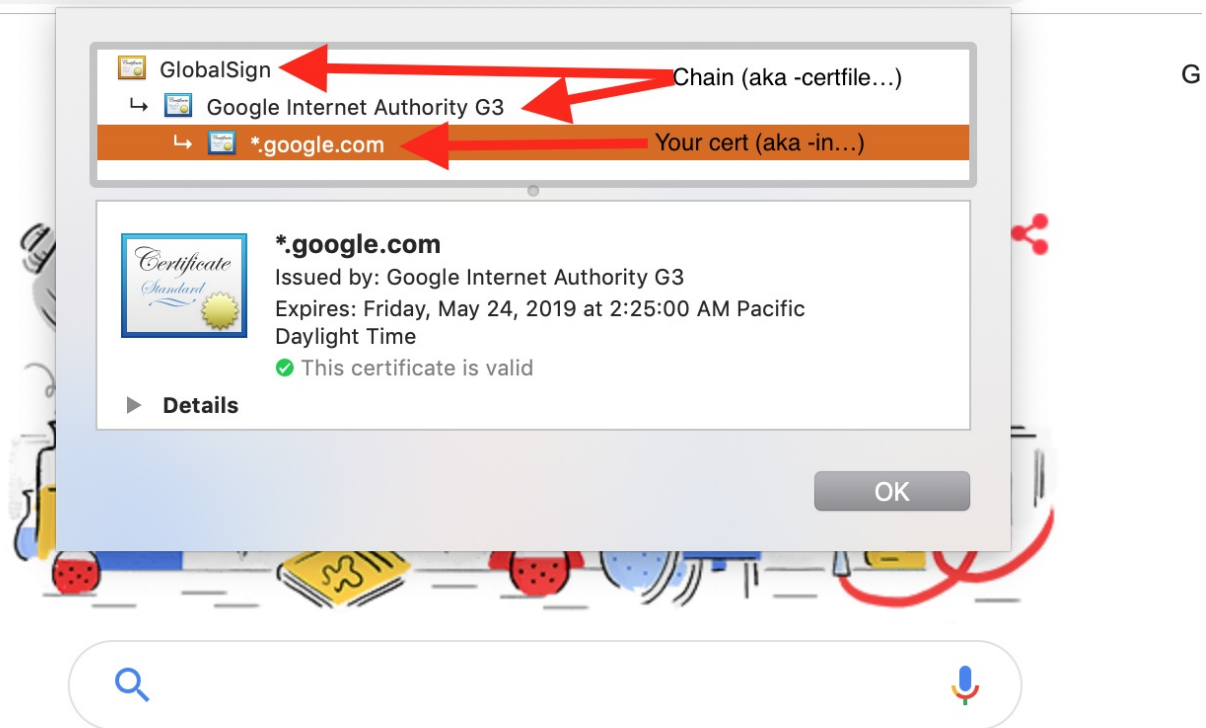 GlobalSign
Chain (aka -certfile…)
G
↳ Google Internet Authority G3
↳ *.google.com
Your cert (aka -in…)
Certificate
Standard
*.google.com
Issued by: Google Internet Authority G3
Expires: Friday, May 24, 2019 at 2:25:00 AM Pacific
Daylight Time
This certificate is valid
Details
OK